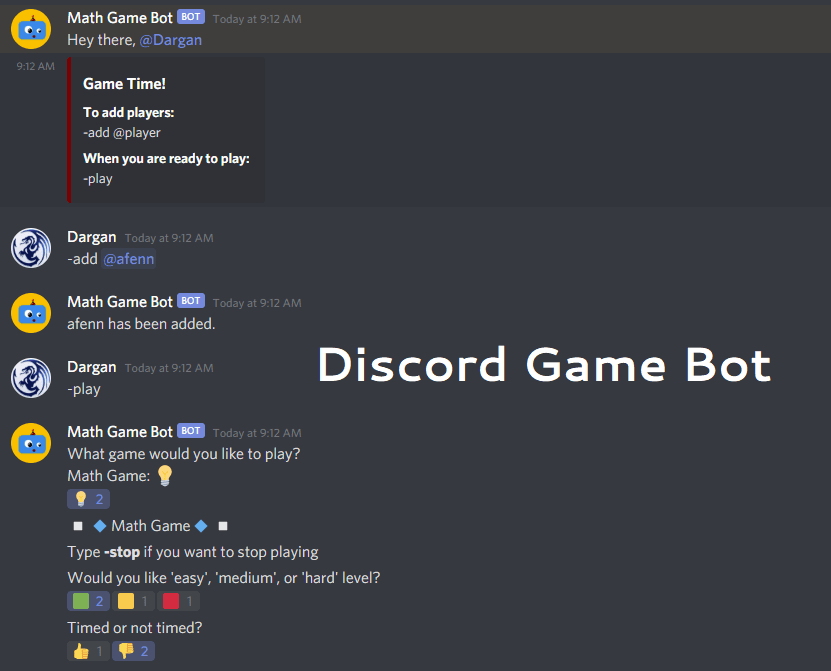 Math Game Bot BOT Today at 9:12 AM
Hey there, @Dargan
9:12 AM
Game Time!
To add players:
-add @player
When you are ready to play:
-play
Dargan Today at 9:12 AM
-add @afenn
Math Game Bot BOT Today at 9:12 AM
afenn has been added.
Discord Game Bot
Dargan Today at 9:12 AM
-play
Math Game Bot BOT Today at 9:12 AM
What game would you like to play?
Math Game: 💡
💡 2
◽ 🔹 Math Game 🔹 ◽
Type -stop if you want to stop playing
Would you like 'easy', 'medium', or 'hard' level?
🟩 2 🟨 1 🟥 1
Timed or not timed?
👍 1 👎 2